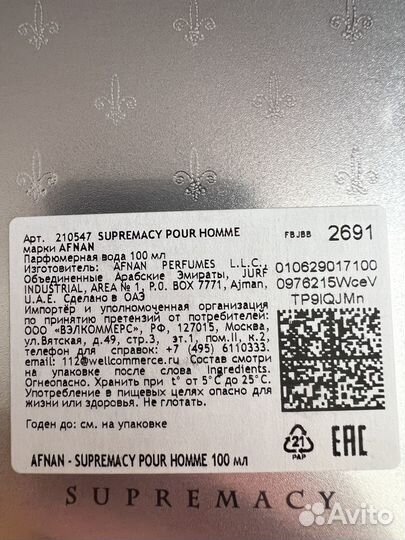 Арт. 210547 SUPREMACY POUR HOMME
марки AFNAN
Парфюмерная вода 100 мл
Изготовитель: AFNAN PERFUMES L.L.C.,
Объединенные Арабские Эмираты, JURF
INDUSTRIAL, AREA № 1, P.O. BOX 7771, Ajman,
U.A.E. Сделано в ОАЭ
Импортер и уполномоченная организация
по принятию претензий от потребителей:
ООО «ВЭЛКОММЕРС», РФ, 127015, Москва,
ул.Вятская, д.49, стр.3, эт.1, пом.II, к.2,
телефон для справок: +7 (495) 6110333.
email: 112@wellcommerce.ru Состав смотри
на упаковке после слова Ingredients.
Огнеопасно. Хранить при t° от 5°C до 25°C.
Употребление в пищевых целях опасно для
жизни или здоровья. Не глотать.
Годен до: см. на упаковке
AFNAN - SUPREMACY POUR HOMME 100 мл
FBJBB 2691
010629017100
0976215WceV
TP9IQJMn
21
PAP
EAC
SUPREMACY
Avito